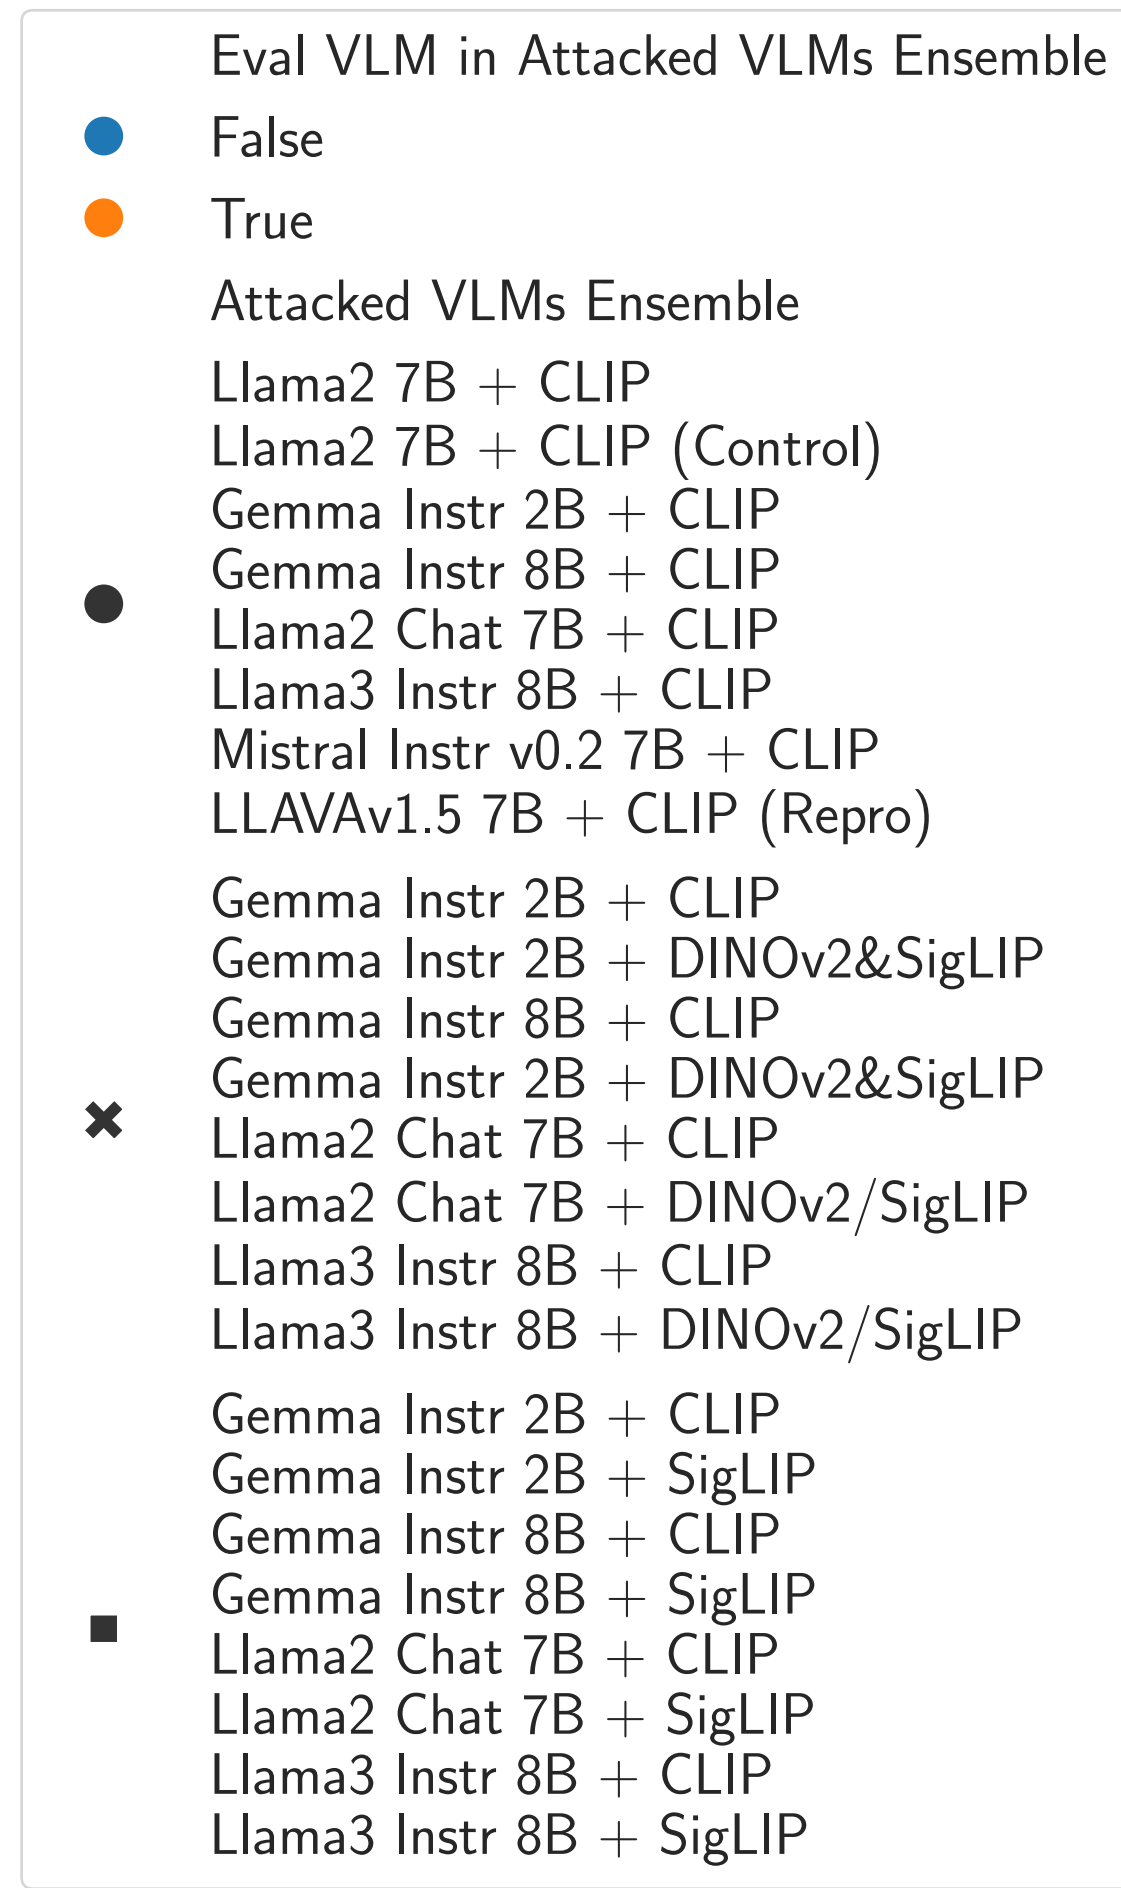 Eval VLM in Attacked VLMs Ensemble
False
True
Attacked VLMs Ensemble
Llama2 7B + CLIP
Llama2 7B + CLIP (Control)
Gemma Instr 2B + CLIP
Gemma Instr 8B + CLIP
Llama2 Chat 7B + CLIP
Llama3 Instr 8B + CLIP
Mistral Instr v0.2 7B + CLIP
LLAVAv1.5 7B + CLIP (Repro)
Gemma Instr 2B + CLIP
Gemma Instr 2B + DINOv2&SigLIP
Gemma Instr 8B + CLIP
Gemma Instr 2B + DINOv2&SigLIP
Llama2 Chat 7B + CLIP
Llama2 Chat 7B + DINOv2/SigLIP
Llama3 Instr 8B + CLIP
Llama3 Instr 8B + DINOv2/SigLIP
Gemma Instr 2B + CLIP
Gemma Instr 2B + SigLIP
Gemma Instr 8B + CLIP
Gemma Instr 8B + SigLIP
Llama2 Chat 7B + CLIP
Llama2 Chat 7B + SigLIP
Llama3 Instr 8B + CLIP
Llama3 Instr 8B + SigLIP